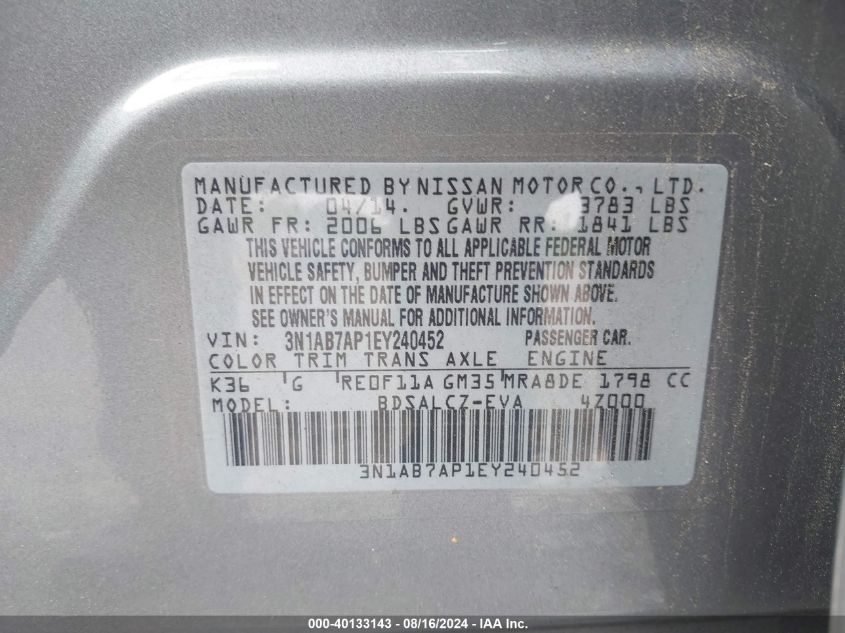 MANUFACTURED BY NISSAN MOTOR CO., LTD.
DATE: 04/14. GVWR: 3783 LBS
GAWR FR: 2006 LBS GAWR RR: 1841 LBS
THIS VEHICLE CONFORMS TO ALL APPLICABLE FEDERAL MOTOR
VEHICLE SAFETY, BUMPER AND THEFT PREVENTION STANDARDS
IN EFFECT ON THE DATE OF MANUFACTURE SHOWN ABOVE.
SEE OWNER'S MANUAL FOR ADDITIONAL INFORMATION.
VIN: 3N1AB7AP1EY240452 PASSENGER CAR.
COLOR TRIM TRANS AXLE ENGINE
K36 G RE0F11A GM35 MRA8DE 1798 CC
MODEL: BDSALCZ-EVA 4Z000
3N1AB7AP1EY240452
000-40133143 - 08/16/2024 - IAA Inc.